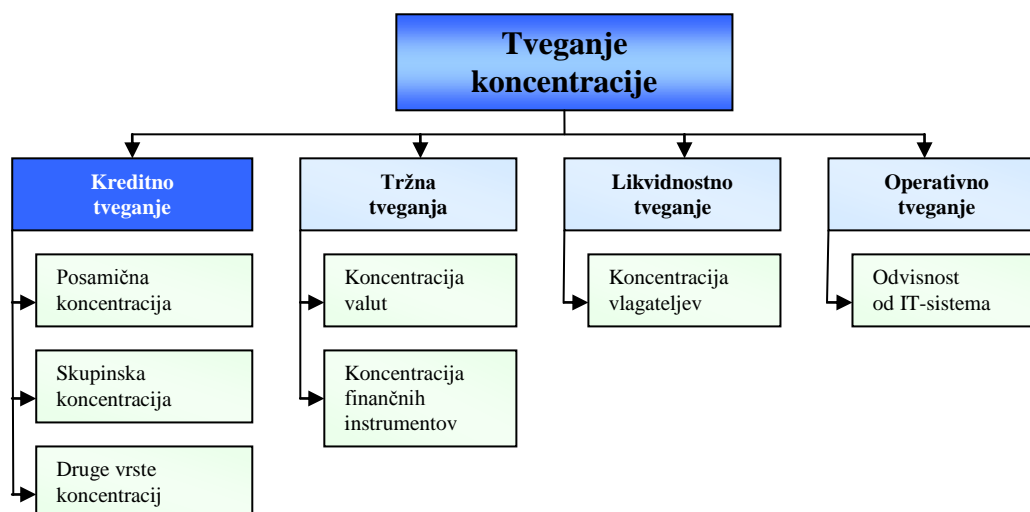 Tveganje
koncentracije
Kreditno
tveganje
Tržna
tveganja
Likvidnostno
tveganje
Operativno
tveganje
Posamična
koncentracija
Skupinska
koncentracija
Druge vrste
koncentracij
Koncentracija
valut
Koncentracija
finančnih
instrumentov
Koncentracija
vlagateljev
Odvisnost
od IT-sistema